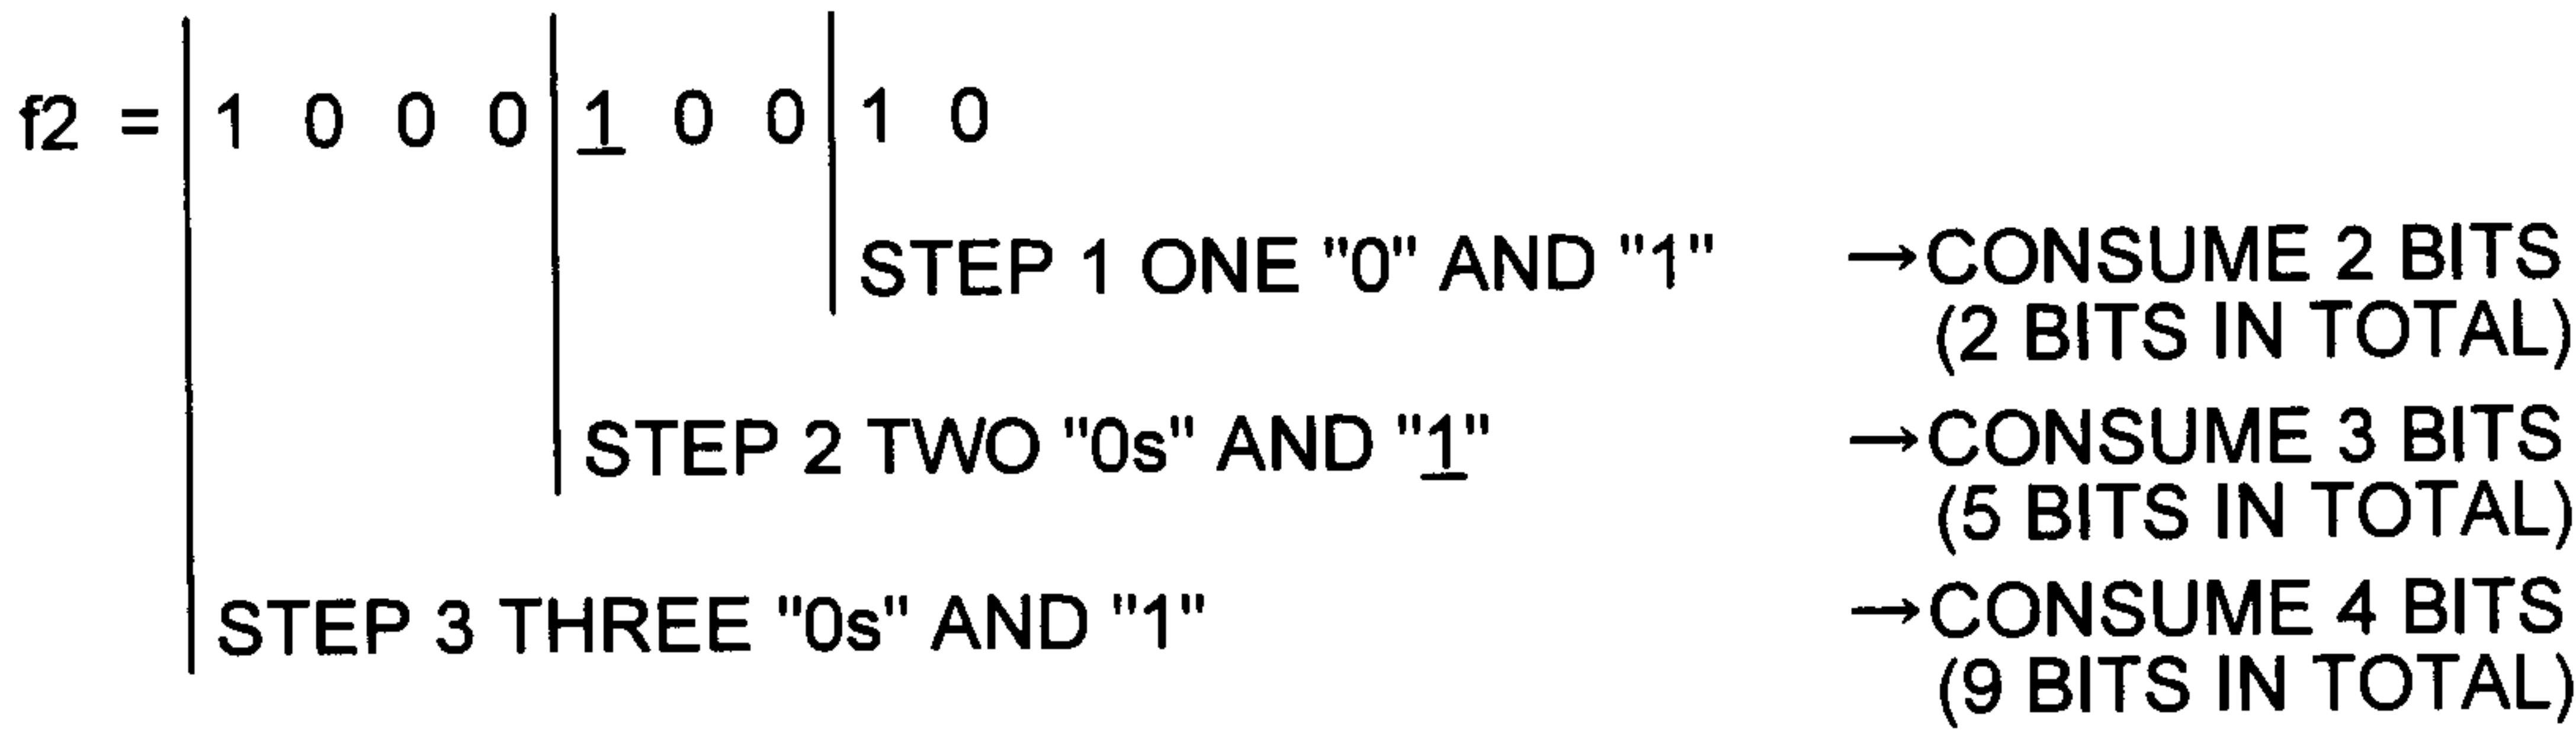 f2 = 1 0 0 0 1 0 0 1 0
STEP 1 ONE "0" AND "1" →CONSUME 2 BITS
(2 BITS IN TOTAL)
STEP 2 TWO "0s" AND "1" →CONSUME 3 BITS
(5 BITS IN TOTAL)
STEP 3 THREE "0s" AND "1" →CONSUME 4 BITS
(9 BITS IN TOTAL)